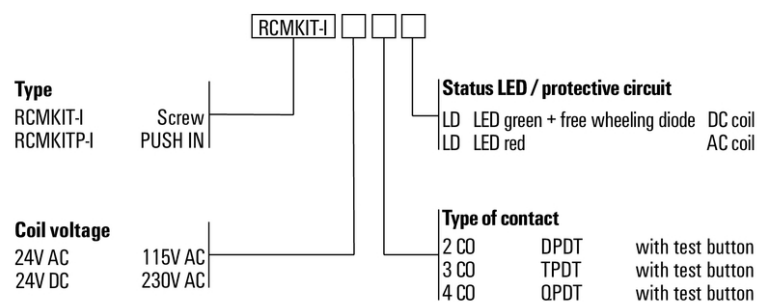 RCMKIT-I
Type
RCMKIT-I Screw
RCMKITP-I PUSH IN
Status LED / protective circuit
LD LED green + free wheeling diode DC coil
LD LED red AC coil
Coil voltage
24V AC 115V AC
24V DC 230V AC
Type of contact
2 CO DPDT with test button
3 CO TPDT with test button
4 CO QPDT with test button